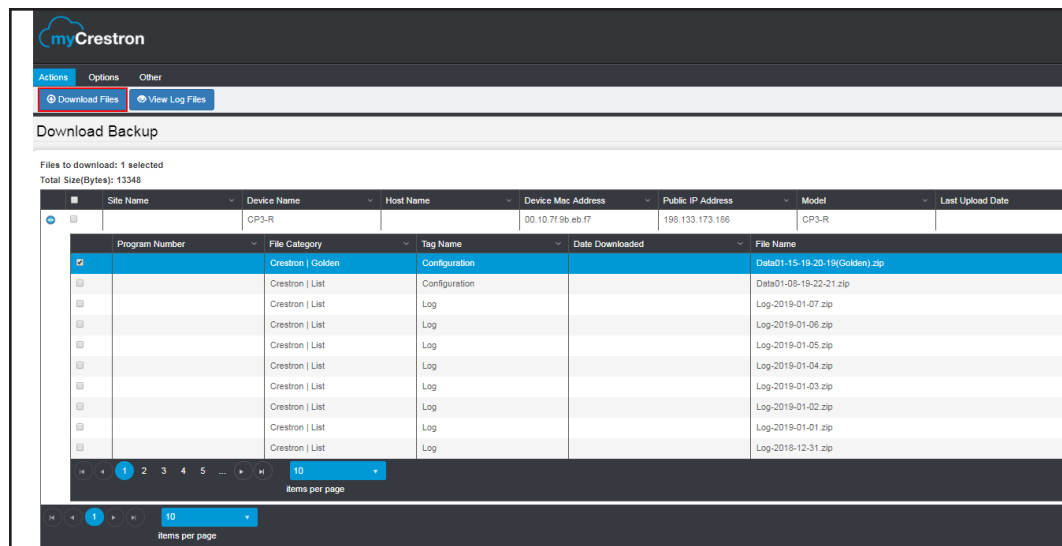 myCrestron
Actions Options Other
Download Files View Log Files
Download Backup
Files to download: 1 selected
Total Size(Bytes): 13348
Site Name Device Name Host Name Device Mac Address Public IP Address Model Last Upload Date
CP3-R 00.10.7f.9b.eb.f7 198.133.173.186 CP3-R
Program Number File Category Tag Name Date Downloaded File Name
Crestron | Golden Configuration Data01-15-19-20-19(Golden).zip
Crestron | List Configuration Data01-08-19-22-21.zip
Crestron | List Log Log-2019-01-07.zip
Crestron | List Log Log-2019-01-06.zip
Crestron | List Log Log-2019-01-05.zip
Crestron | List Log Log-2019-01-04.zip
Crestron | List Log Log-2019-01-03.zip
Crestron | List Log Log-2019-01-02.zip
Crestron | List Log Log-2019-01-01.zip
Crestron | List Log Log-2018-12-31.zip
1 2 3 4 5 ... 10
items per page
1 10
items per page